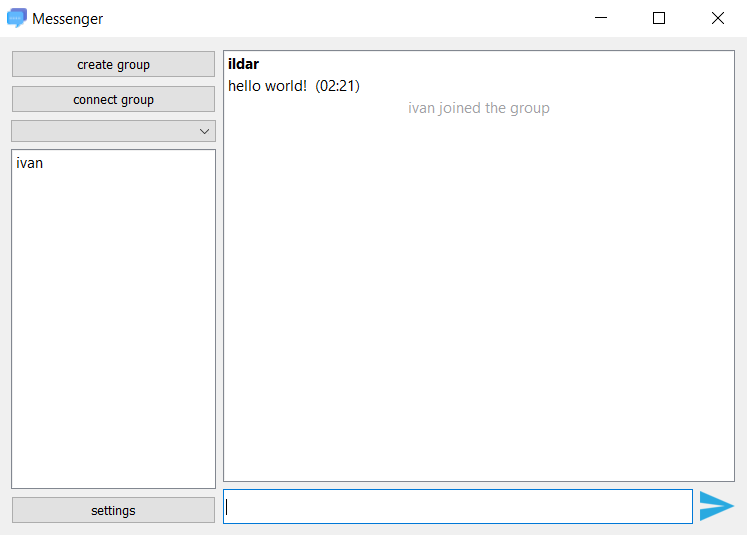 Messenger
create group
connect group
ivan
settings
ildar
hello world!  (02:21)
ivan joined the group